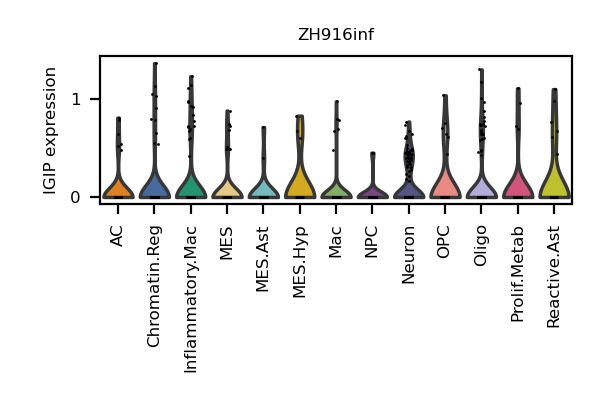 ZH916inf
IGIP expression
1
0
AC
Chromatin.Reg
Inflammatory.Mac
MES
MES.Ast
MES.Hyp
Mac
NPC
Neuron
OPC
Oligo
Prolif.Metab
Reactive.Ast